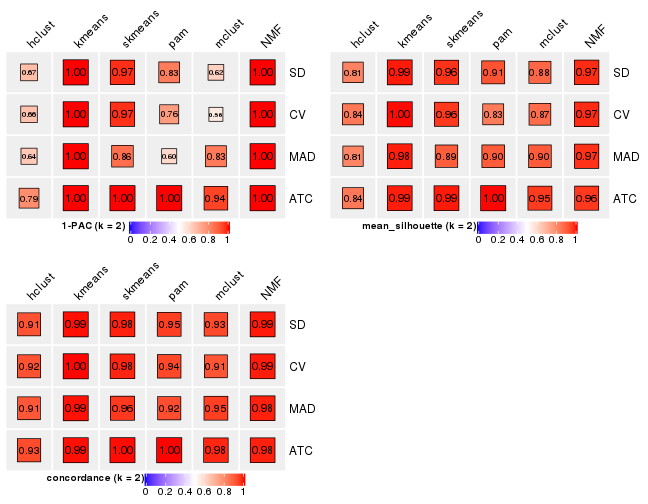 hclust kmeans skmeans pam mclust NMF
0.67 1.00 0.97 0.83 0.62 1.00 SD
0.66 1.00 0.97 0.76 0.56 1.00 CV
0.64 1.00 0.86 0.60 0.83 1.00 MAD
0.79 1.00 1.00 1.00 0.94 1.00 ATC
1-PAC (k = 2)
0 0.2 0.4 0.6 0.8 1
hclust kmeans skmeans pam mclust NMF
0.81 0.99 0.96 0.91 0.88 0.97 SD
0.84 1.00 0.96 0.83 0.87 0.97 CV
0.81 0.98 0.89 0.90 0.90 0.97 MAD
0.84 0.99 0.99 1.00 0.95 0.96 ATC
mean_silhouette (k = 2)
0 0.2 0.4 0.6 0.8 1
hclust kmeans skmeans pam mclust NMF
0.91 0.99 0.98 0.95 0.93 0.99 SD
0.92 1.00 0.98 0.94 0.91 0.99 CV
0.91 0.99 0.96 0.92 0.95 0.98 MAD
0.93 0.99 1.00 1.00 0.98 0.98 ATC
concordance (k = 2)
0 0.2 0.4 0.6 0.8 1